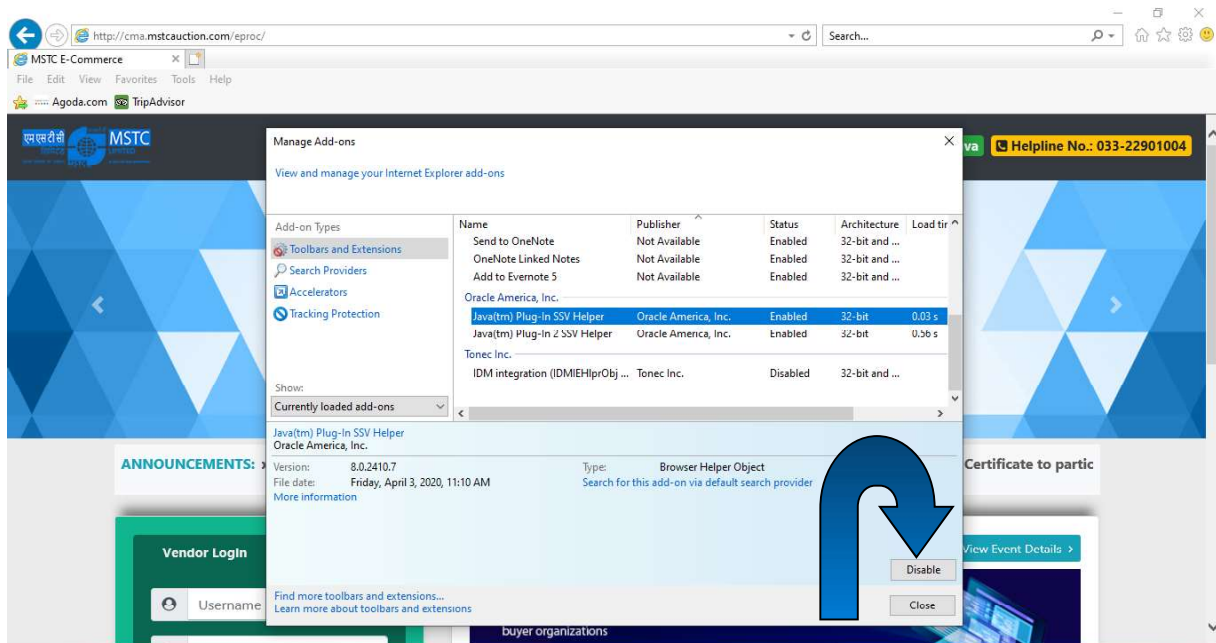 http://cma.mstcauction.com/eproc/
Search...
MSTC E-Commerce
File Edit View Favorites Tools Help
Agoda.com TripAdvisor
एम एस टी सी MSTC
va Helpline No.: 033-22901004
Manage Add-ons
View and manage your Internet Explorer add-ons
Add-on Types
Toolbars and Extensions
Search Providers
Accelerators
Tracking Protection
Show:
Currently loaded add-ons
Name Publisher Status Architecture Load tir
Send to OneNote Not Available Enabled 32-bit and ...
OneNote Linked Notes Not Available Enabled 32-bit and ...
Add to Evernote 5 Not Available Enabled 32-bit and ...
Oracle America, Inc.
Java(tm) Plug-In SSV Helper Oracle America, Inc. Enabled 32-bit 0.03 s
Java(tm) Plug-In 2 SSV Helper Oracle America, Inc. Enabled 32-bit 0.56 s
Tonec Inc.
IDM integration (IDMIEHlprObj ... Tonec Inc. Disabled 32-bit and ...
Java(tm) Plug-In SSV Helper
Oracle America, Inc.
Version: 8.0.2410.7 Type: Browser Helper Object
File date: Friday, April 3, 2020, 11:10 AM Search for this add-on via default search provider
More information
Disable
Find more toolbars and extensions...
Learn more about toolbars and extensions
Close
ANNOUNCEMENTS:
Certificate to partic
Vendor Login
View Event Details >
Username
buyer organizations